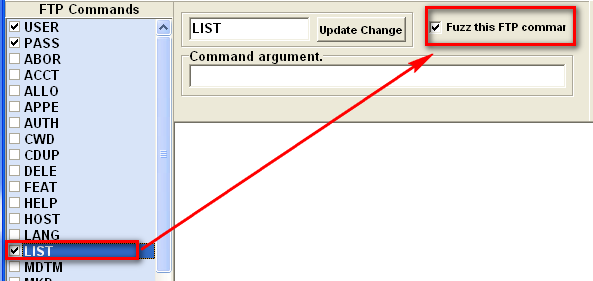 FTP Commands
USER
PASS
ABOR
ACCT
ALLO
APPE
AUTH
CWD
CDUP
DELE
FEAT
HELP
HOST
LANG
LIST
MDTM
LIST
Update Change
Fuzz this FTP commar
Command argument.